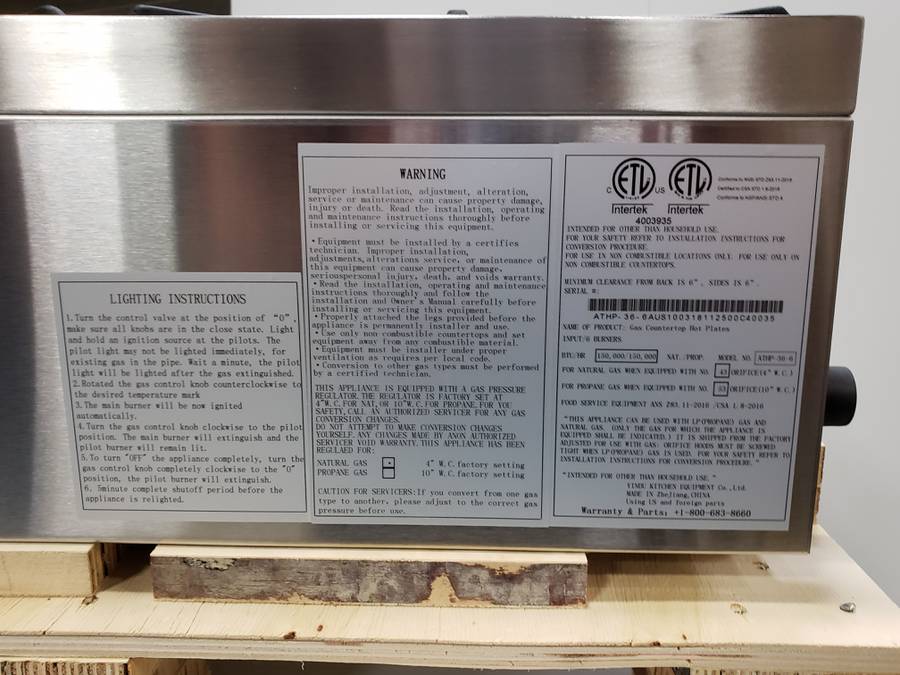 LIGHTING INSTRUCTIONS
1.Turn the control valve at the position of "O",
make sure all knobs are in the close state. Light
and hold an ignition source at the pilots. The
pilot light may not be lighted immediately, for
existing gas in the pipe. Wait a minute, the pilot
light will be lighted after the gas extinguished.
2.Rotated the gas control knob counterclockwise to
the desired temperature mark
3.The main burner will be now ignited
automatically.
4.Turn the gas control knob clockwise to the pilot
position. The main burner will extinguish and the
pilot burner will remain lit.
5.To turn "OFF" the appliance completely, turn the
gas control knob completely clockwise to the "O"
position, the pilot burner will extinguish.
6. 5minute complete shutoff period before the
appliance is relighted.
WARNING
Improper installation, adjustment, alteration,
service or maintenance can cause property damage,
injury or death. Read the installation, operating
and maintenance instructions thoroughly before
installing or servicing this equipment.
•Equipment must be installed by a certifies
technician. Improper installation,
adjustments, alterations service, or maintenance of
this equipment can cause property damage,
seriouspersonal injury, death, and voids warranty.
•Read the installation, operating and maintenance
instructions thoroughly and follow the
installation and Owner's Manual carefully before
installing or servicing this equipment.
•Properly attached the legs provided before the
appliance is permanently installer and use.
•Use only non-combustible countertops and set
equipment away from any combustible material.
•Equipment must be installer under proper
ventilation as requires per local code.
•Conversion to other gas types must be performed
by a certified technician.
THIS APPLIANCE IS EQUIPPED WITH A GAS PRESSURE
REGULATOR. THE REGULATOR IS FACTORY SET AT
4"W.C. FOR NAT, OR 10"W.C. FOR PROPANE. FOR YOU
SAFETY, CALL AN AUTHORIZED SERVICER FOR ANY GAS
CONVERSION CHANGES.
DO NOT ATTEMPT TO MAKE CONVERSION CHANGES
YOURSELF. ANY CHANGES MADE BY ANON AUTHORIZED
SERVICER VOID WARRANTY. THIS APPLIANCE HAS BEEN
REGULAED FOR:
NATURAL GAS 4" W.C. factory setting
PROPANE GAS 10" W.C. factory setting
CAUTION FOR SERVICERS: If you convert from one gas
type to another, please adjust to the correct gas
pressure before use.
C ETL US ETL
Intertek Intertek
4003935
Conforms to ANSI STD Z83.11-2016
Certified to CSA STD 1.8-2016
Conforms to NSF/ANSI STD 4
INTENDED FOR OTHER THAN HOUSEHOLD USE.
FOR YOUR SAFETY REFER TO INSTALLATION INSTRUCTIONS FOR
CONVERSION PROCEDURE.
FOR USE IN NON COMBUSTIBLE LOCATIONS ONLY. FOR USE ONLY ON
NON COMBUSTIBLE COUNTERTOPS.
MINIMUM CLEARANCE FROM BACK IS 6", SIDES IS 6".
SERIAL #:
ATHP-36-6AUS100318112500C40035
NAME OF PRODUCT: Gas Countertop Hot Plates
INPUT/6 BURNERS
BTU/HR 150,000/150,000 NAT./PROP: MODEL NO. ATHP-36-6
FOR NATURAL GAS WHEN EQUIPPED WITH NO. 43 ORIFICE(4" W.C.)
FOR PROPANE GAS WHEN EQUIPPED WITH NO. 53 ORIFICE(10" W.C.)
FOOD SERVICE EQUIPMENT ANS Z83.11-2016 /CSA 1.8-2016
"THIS APPLIANCE CAN BE USED WITH LP(PROPANE) GAS AND
NATURAL GAS. (ONLY THE GAS FOR WHICH THE APPLIANCE IS
EQUIPPED SHALL BE INDICATED.) IT IS SHIPPED FROM THE FACTORY
ADJUSTED FOR USE WITH GAS. ORIFICE HOODS MUST BE SCREWED
TIGHT WHEN LP(PROPANE) GAS IS USED. FOR YOUR SAFETY REFER TO
INSTALLATION INSTRUCTIONS FOR CONVERSION PROCEDURE."
"INTENDED FOR OTHER THAN HOUSEHOLD USE."
YINDU KITCHEN EQUIPMENT Co., Ltd.
MADE IN ZheJiang, CHINA
Using US and Foreign parts
Warranty & Parts: +1-800-683-8660